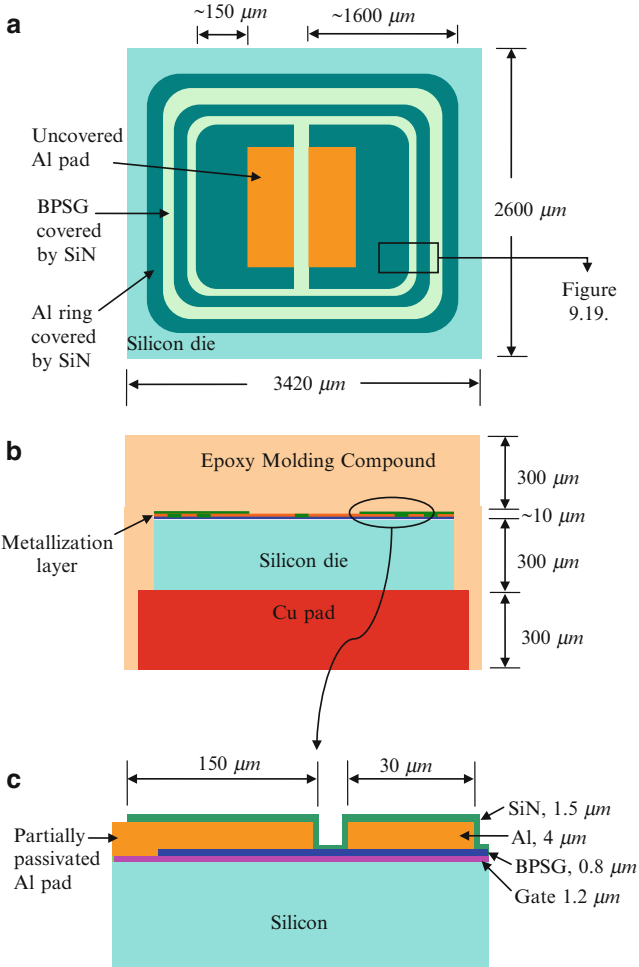 a
~150 μm
~1600 μm
Uncovered
Al pad
BPSG
covered
by SiN
2600 μm
Al ring
covered
by SiN
Figure
9.19.
Silicon die
3420 μm
b
Epoxy Molding Compound
300 μm
~10 μm
Metallization
layer
Silicon die
300 μm
Cu pad
300 μm
c
150 μm
30 μm
SiN, 1.5 μm
Partially
passivated
Al pad
Al, 4 μm
BPSG, 0.8 μm
Gate 1.2 μm
Silicon